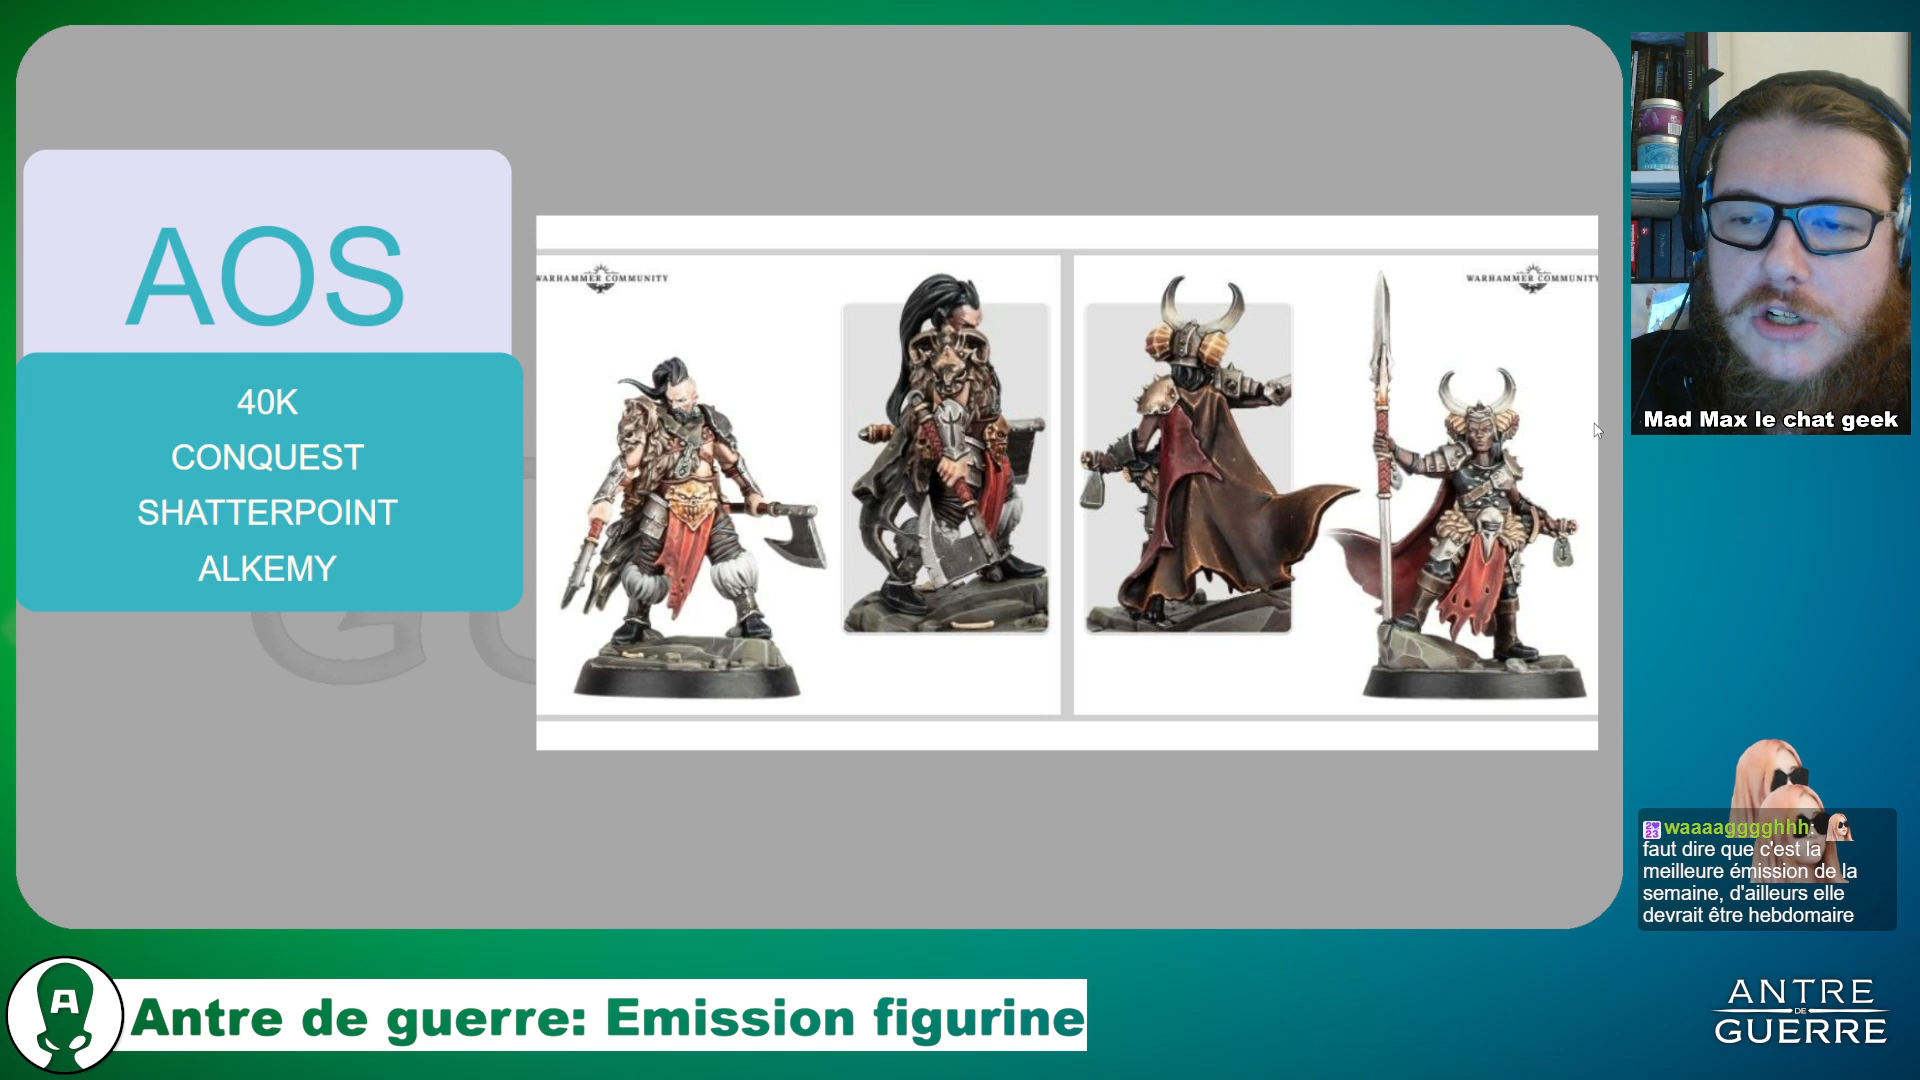 AOS
40K
CONQUEST
SHATTERPOINT
ALKEMY
WARHAMMER COMMUNITY
WARHAMMER COMMUNITY
Mad Max le chat geek
waaaagggghhh:
faut dire que c'est la
meilleure émission de la
semaine, d'ailleurs elle
devrait être hebdomaire
A
Antre de guerre: Emission figurine
ANTRE
DE
GUERRE